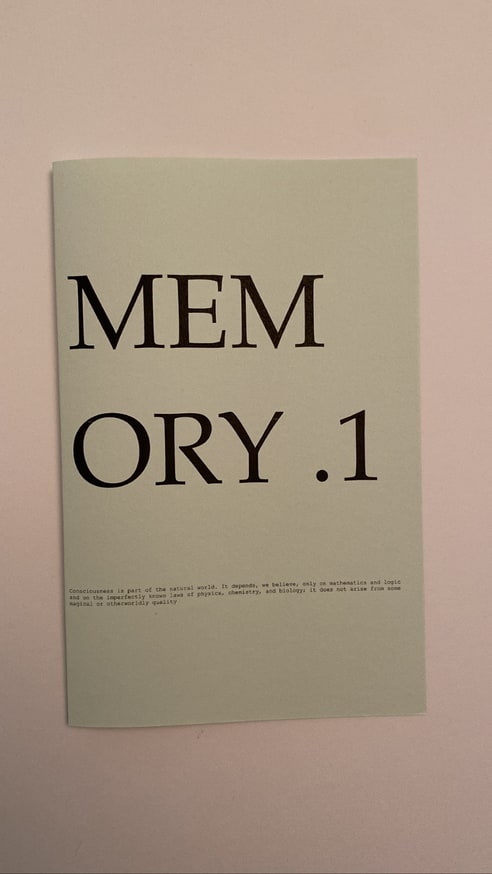 MEM
ORY .1
Consciousness is part of the natural world. It depends, we believe, only on mathematics and logic
and on the imperfectly known laws of physics, chemistry, and biology; it does not arise from some
magical or otherworldly quality